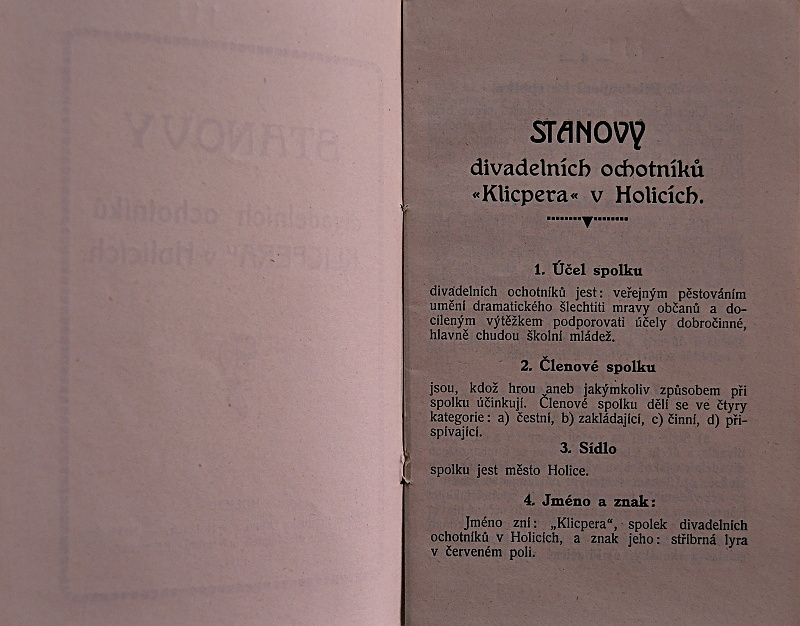 STANOVY
divadelních ochotníků
«Klicpera« v Holicích.
1. Účel spolku
divadelních ochotníků jest: veřejným pěstováním
umění dramatického šlechtiti mravy občanů a do-
cíleným výtěžkem podporovati účely dobročinné,
hlavně chudou školní mládež.
2. Členové spolku
jsou, kdož hrou aneb jakýmkoliv způsobem při
spolku účinkují. Členové spolku dělí se ve čtyry
kategorie: a) čestní, b) zakládající, c) činní, d) při-
spívající.
3. Sídlo
spolku jest město Holice.
4. Jméno a znak:
Jméno zní: „Klicpera“, spolek divadelních
ochotníků v Holicích, a znak jeho: stříbrná lyra
v červeném poli.